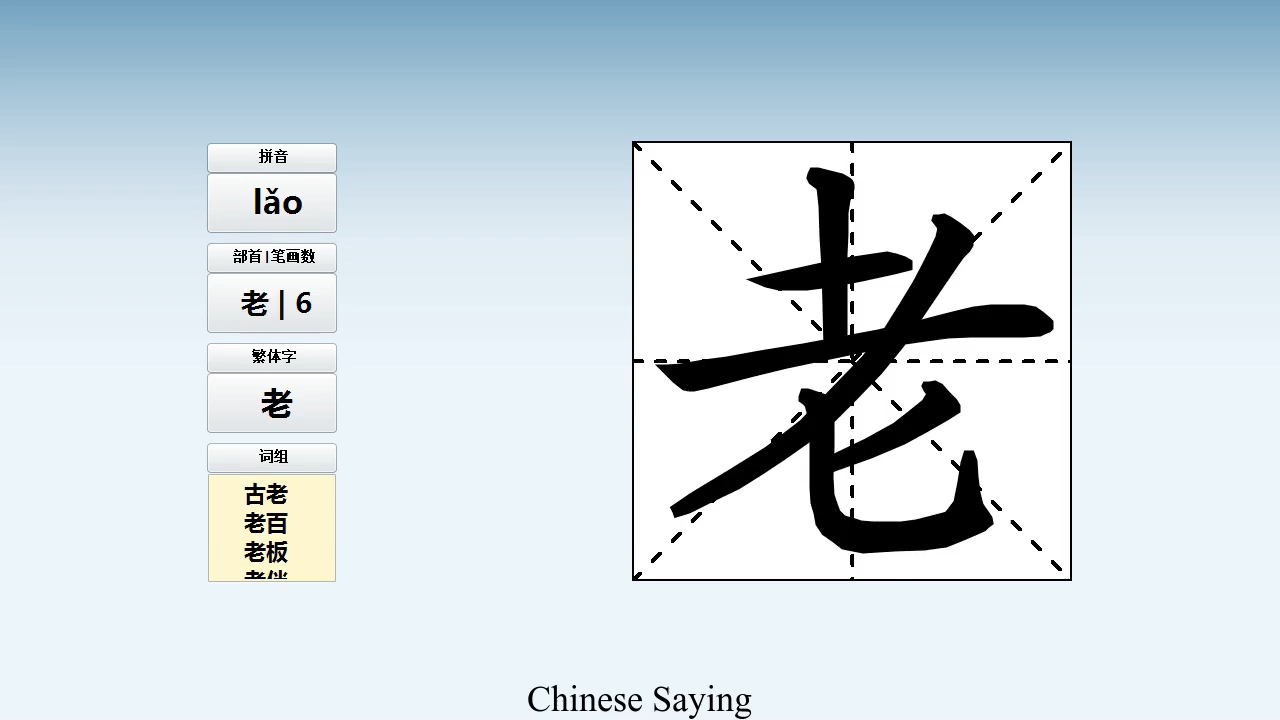 拼音
lǎo
部首|笔画数
老 | 6
繁体字
老
词组
古老
老百
老板
老
Chinese Saying